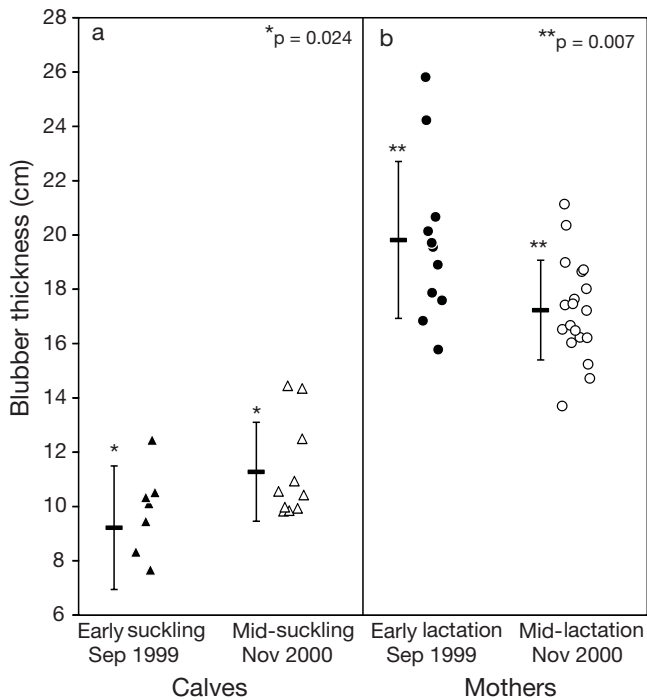 a
*p = 0.024
b
**p = 0.007
Blubber thickness (cm)
28
26
24
22
20
18
16
14
12
10
8
6
*
*
**
**
Early suckling
Sep 1999
Mid-suckling
Nov 2000
Early lactation
Sep 1999
Mid-lactation
Nov 2000
Calves
Mothers